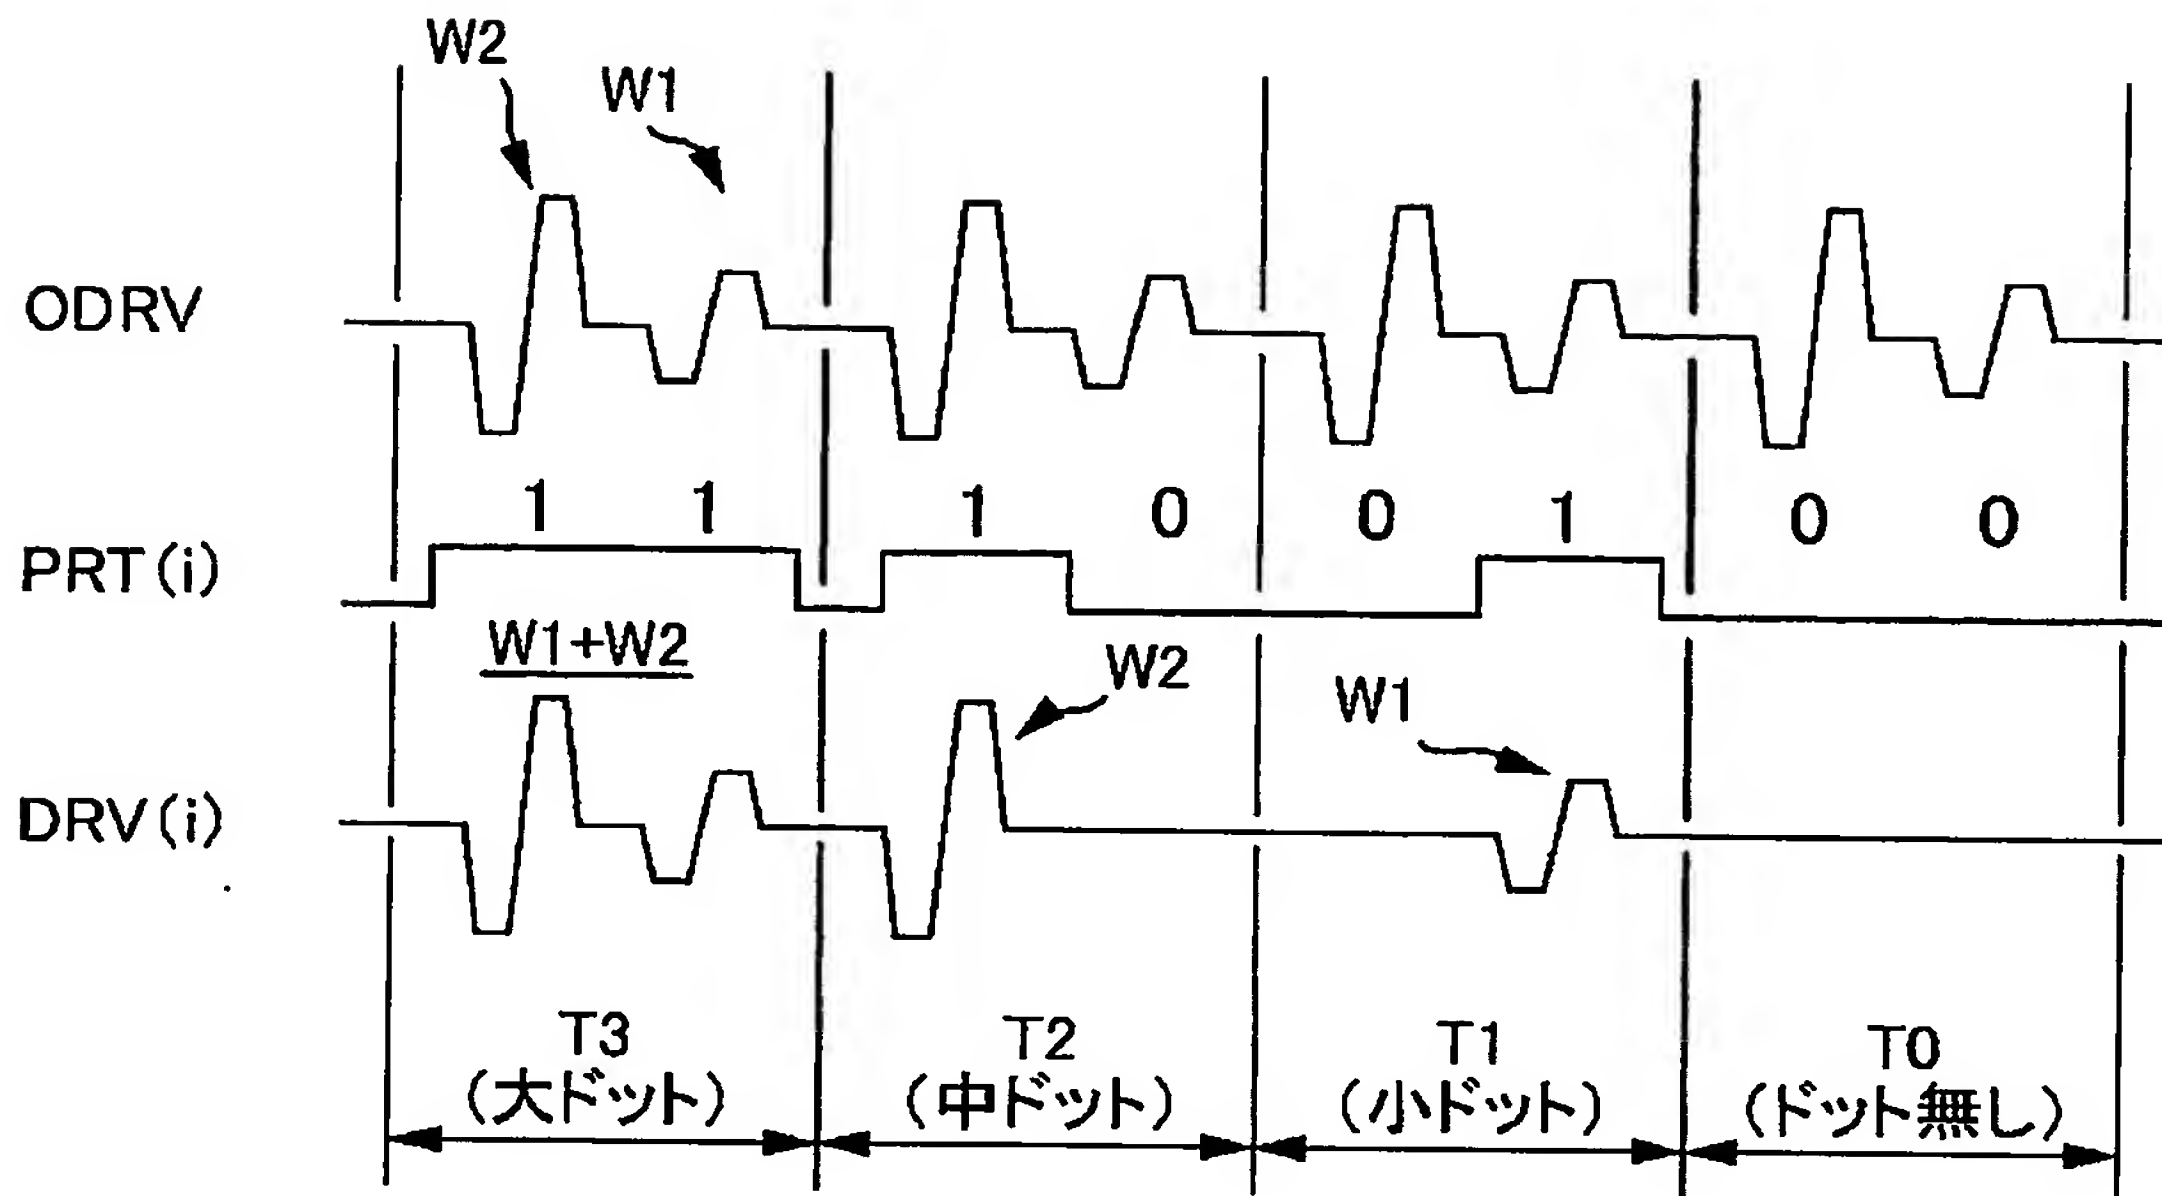 W2
W1
ODRV
1 1 1 0 0 1 0 0
PRT(i)
W1+W2
W2
W1
DRV(i)
T3
(大ドット)
T2
(中ドット)
T1
(小ドット)
T0
(ドット無し)